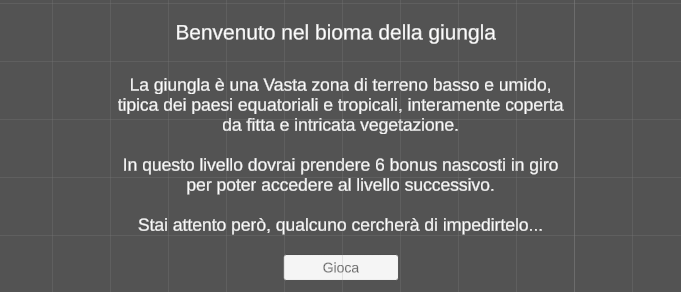 Benvenuto nel bioma della giungla
La giungla è una Vasta zona di terreno basso e umido,
tipica dei paesi equatoriali e tropicali, interamente coperta
da fitta e intricata vegetazione.
In questo livello dovrai prendere 6 bonus nascosti in giro
per poter accedere al livello successivo.
Stai attento però, qualcuno cercherà di impedirtelo...
Gioca